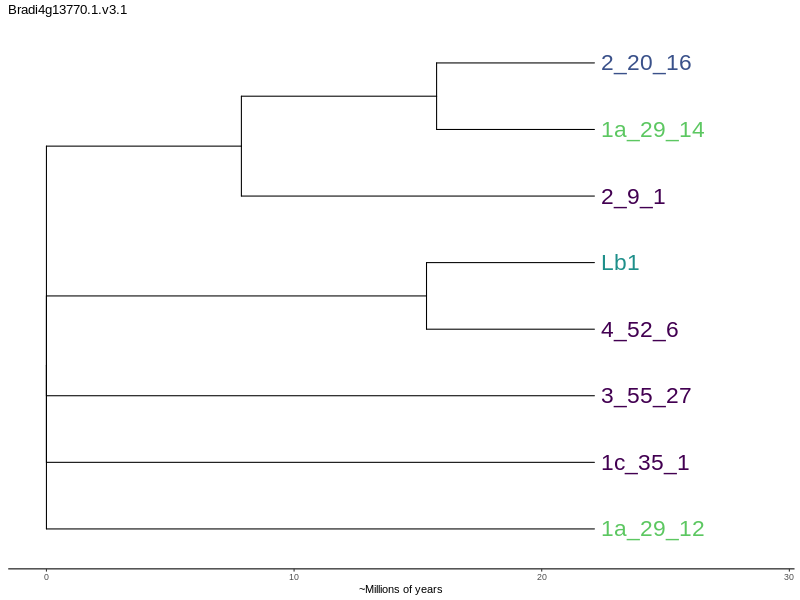 Bradi4g13770.1.v3.1
2_20_16
1a_29_14
2_9_1
Lb1
4_52_6
3_55_27
1c_35_1
1a_29_12
0 10 20 30
~Millions of years